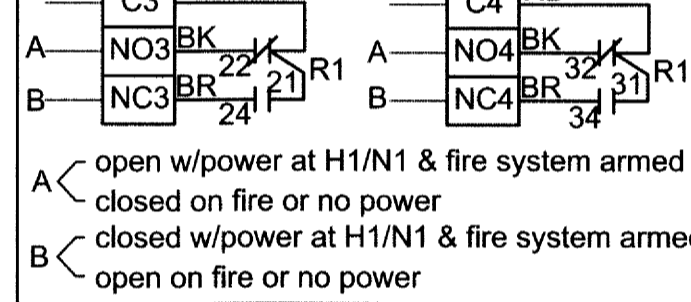 C3 C4
A NO3 BK 22 21 R1 A NO4 BK 32 31 R1
B NC3 BR 24 B NC4 BR 34
A open w/power at H1/N1 & fire system armed
closed on fire or no power
B closed w/power at H1/N1 & fire system armed
open on fire or no power